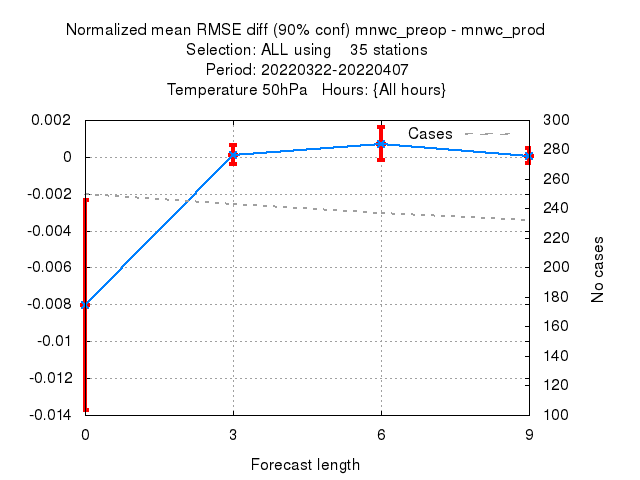 Normalized mean RMSE diff (90% conf) mnwc_preop - mnwc_prod
Selection: ALL using    35 stations
Period: 20220322-20220407
Temperature 50hPa   Hours: {All hours}
Cases
0.002
0
-0.002
-0.004
-0.006
-0.008
-0.01
-0.012
-0.014
300
280
260
240
220
200
180
160
140
120
100
No cases
0 3 6 9
Forecast length